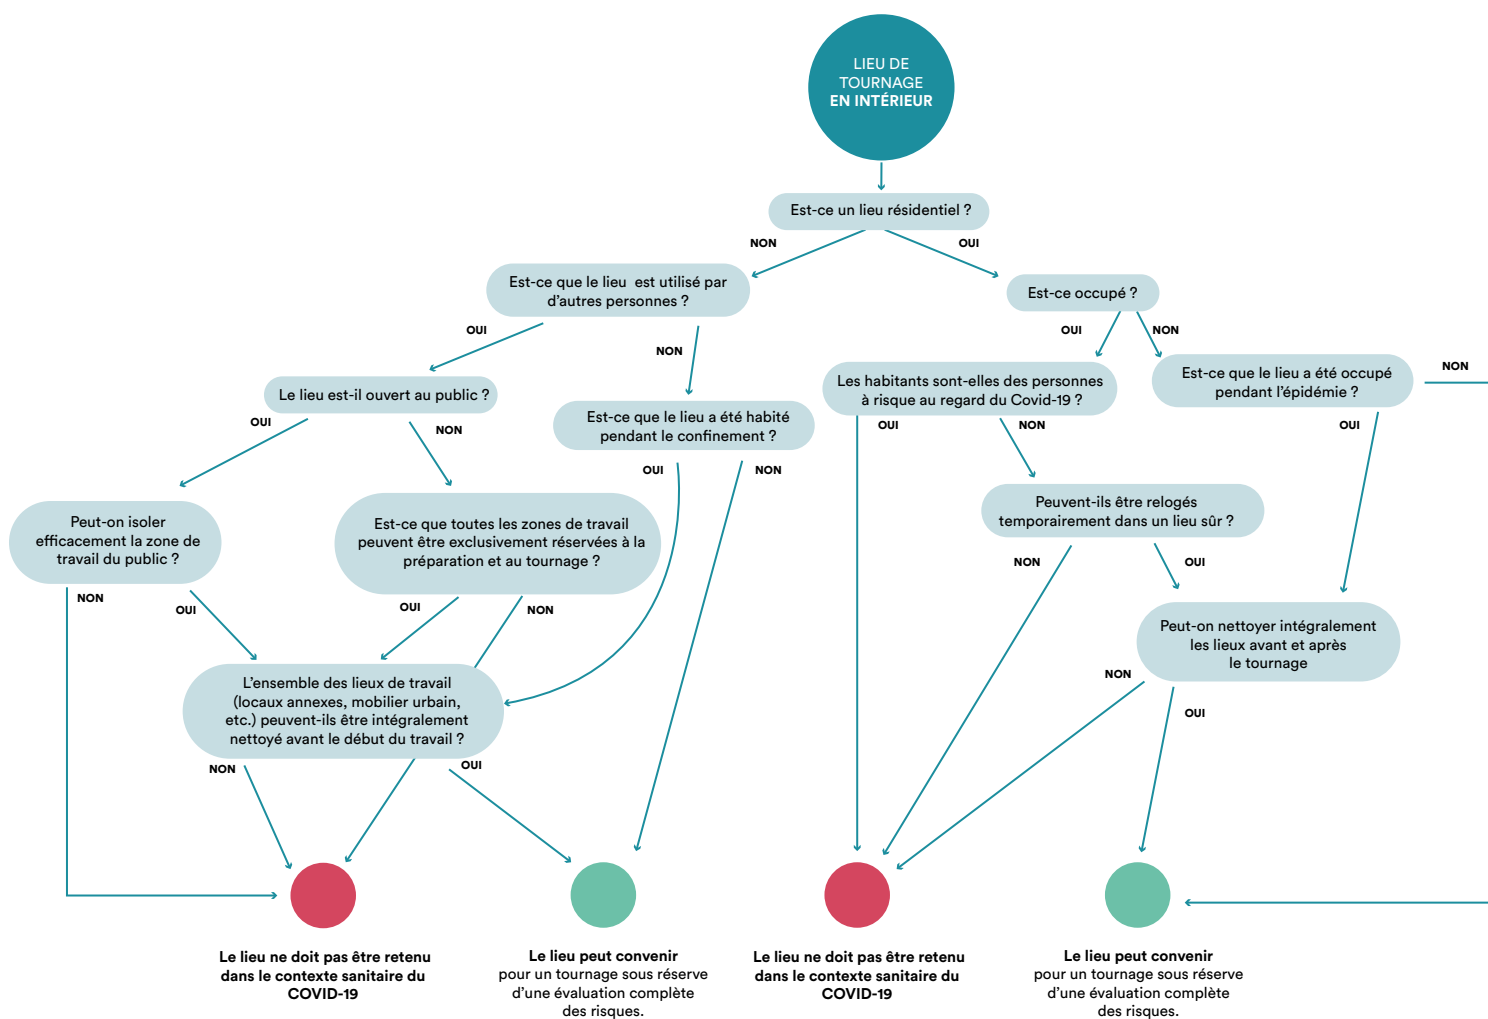 LIEU DE
TOURNAGE
EN INTÉRIEUR
Est-ce un lieu résidentiel ?
NON
OUI
Est-ce que le lieu est utilisé par
d'autres personnes ?
Est-ce occupé ?
OUI
NON
OUI
NON
Le lieu est-il ouvert au public ?
Est-ce que le lieu a été habité
pendant le confinement ?
Les habitants sont-elles des personnes
à risque au regard du Covid-19 ?
Est-ce que le lieu a été occupé
pendant l'épidémie ?
NON
OUI
NON
OUI
NON
OUI
NON
OUI
Peut-on isoler
efficacement la zone de
travail du public ?
Est-ce que toutes les zones de travail
peuvent être exclusivement réservées à la
préparation et au tournage ?
Peuvent-ils être relogés
temporairement dans un lieu sûr ?
NON
OUI
OUI
NON
NON
OUI
L'ensemble des lieux de travail
(locaux annexes, mobilier urbain,
etc.) peuvent-ils être intégralement
nettoyé avant le début du travail ?
Peut-on nettoyer intégralement
les lieux avant et après
le tournage
NON
OUI
NON
OUI
Le lieu ne doit pas être retenu
dans le contexte sanitaire du
COVID-19
Le lieu peut convenir
pour un tournage sous réserve
d'une évaluation complète
des risques.
Le lieu ne doit pas être retenu
dans le contexte sanitaire du
COVID-19
Le lieu peut convenir
pour un tournage sous réserve
d'une évaluation complète
des risques.